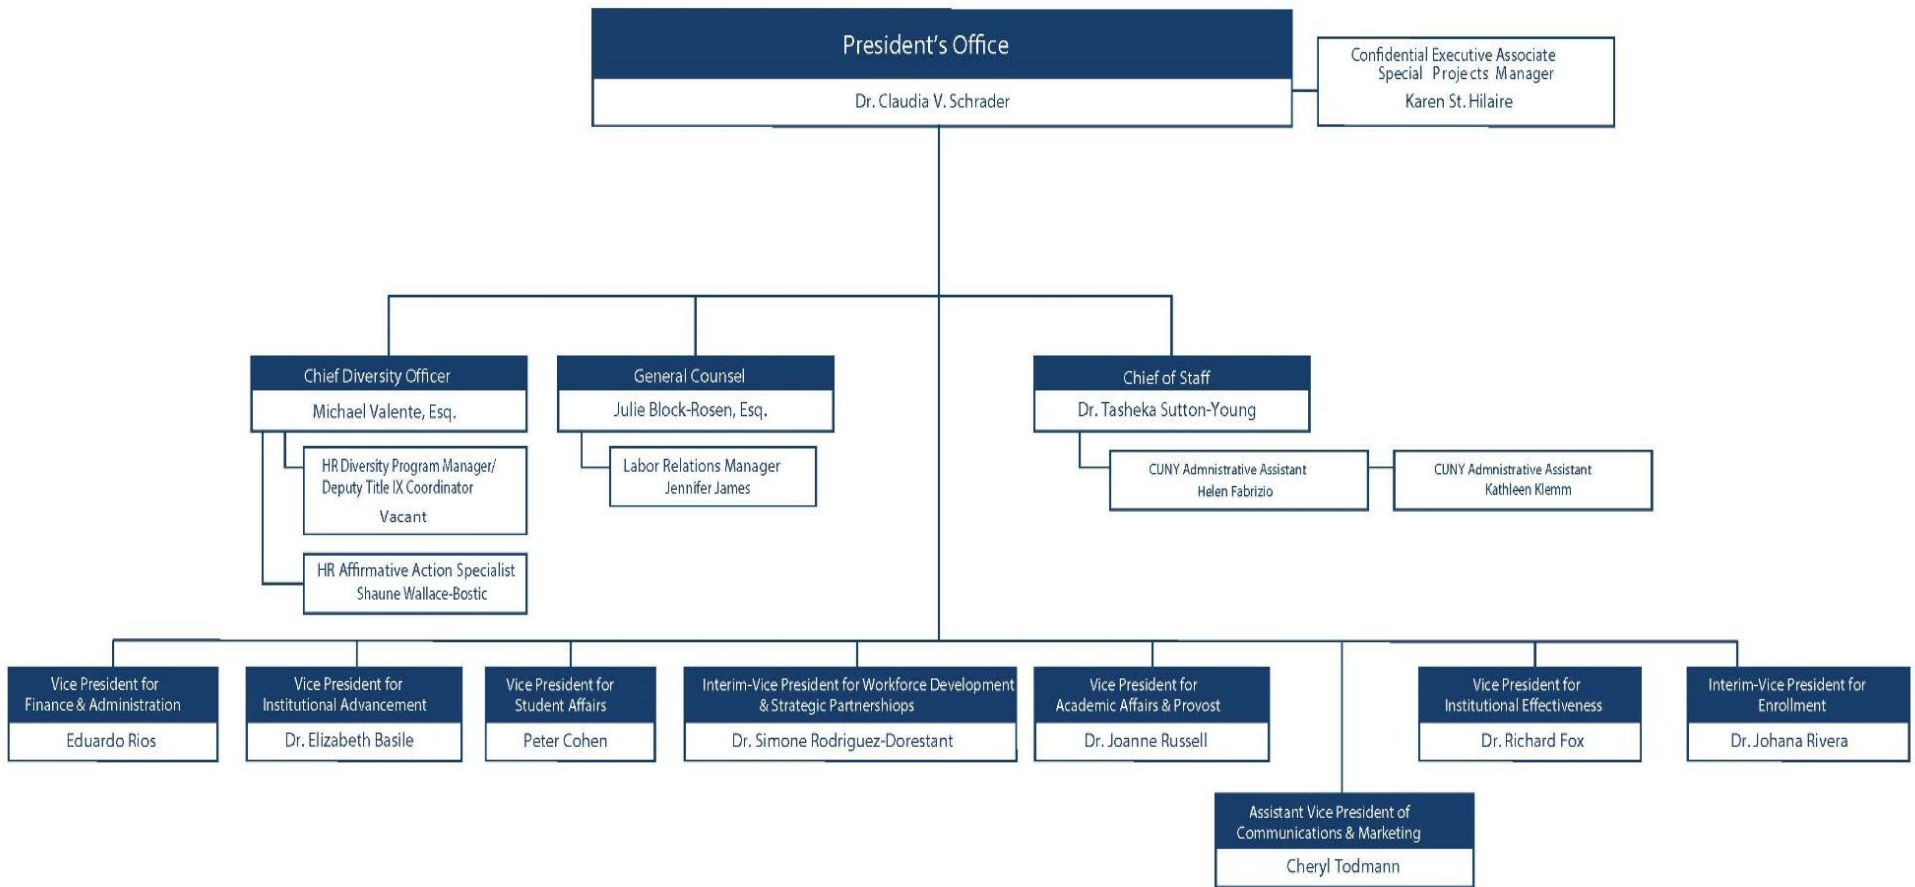 President's Office
Dr. Claudia V. Schrader
Confidential Executive Associate
Special Projects Manager
Karen St. Hilaire
Chief Diversity Officer
Michael Valente, Esq.
HR Diversity Program Manager/
Deputy Title IX Coordinator
Vacant
HR Affirmative Action Specialist
Shaune Wallace-Bostic
General Counsel
Julie Block-Rosen, Esq.
Labor Relations Manager
Jennifer James
Chief of Staff
Dr. Tasheka Sutton-Young
CUNY Admnistrative Assistant
Helen Fabrizio
CUNY Admnistrative Assistant
Kathleen Klemm
Vice President for
Finance & Administration
Eduardo Rios
Vice President for
Institutional Advancement
Dr. Elizabeth Basile
Vice President for
Student Affairs
Peter Cohen
Interim-Vice President for Workforce Development
& Strategic Partnershiops
Dr. Simone Rodriguez-Dorestant
Vice President for
Academic Affairs & Provost
Dr. Joanne Russell
Assistant Vice President of
Communications & Marketing
Cheryl Todmann
Vice President for
Institutional Effectiveness
Dr. Richard Fox
Interim-Vice President for
Enrollment
Dr. Johana Rivera